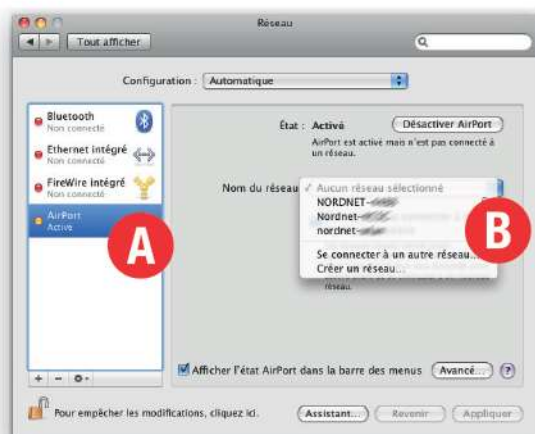 Réseau
Tout afficher
Configuration : Automatique
Bluetooth
Non connecté
Ethernet intégré
Non connecté
FireWire intégré
Non connecté
AirPort
Activé
A
État : Activé
Désactiver AirPort
AirPort est activé mais n'est pas connecté à
un réseau.
Nom du réseau
✓ Aucun réseau sélectionné
NORDNET-
Nordnet-
nordnet-
Se connecter à un autre réseau...
Créer un réseau...
B
réseau.
Afficher l'état AirPort dans la barre des menus
Avancé...
?
Pour empêcher les modifications, cliquez ici.
Assistant...
Revenir
Appliquer